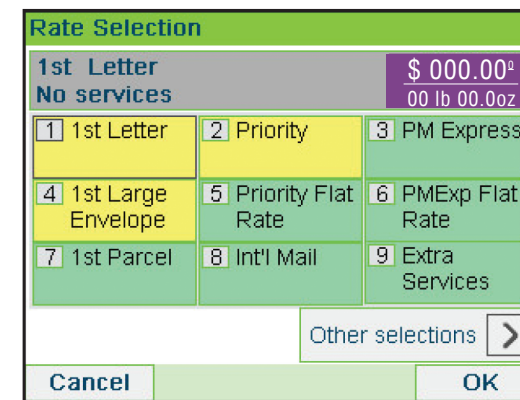 Rate Selection
1st Letter
No services
$ 000.00º
00 lb 00.0oz
1 1st Letter
2 Priority
3 PM Express
4 1st Large
Envelope
5 Priority Flat
Rate
6 PMExp Flat
Rate
7 1st Parcel
8 Int'l Mail
9 Extra
Services
Other selections >
Cancel
OK